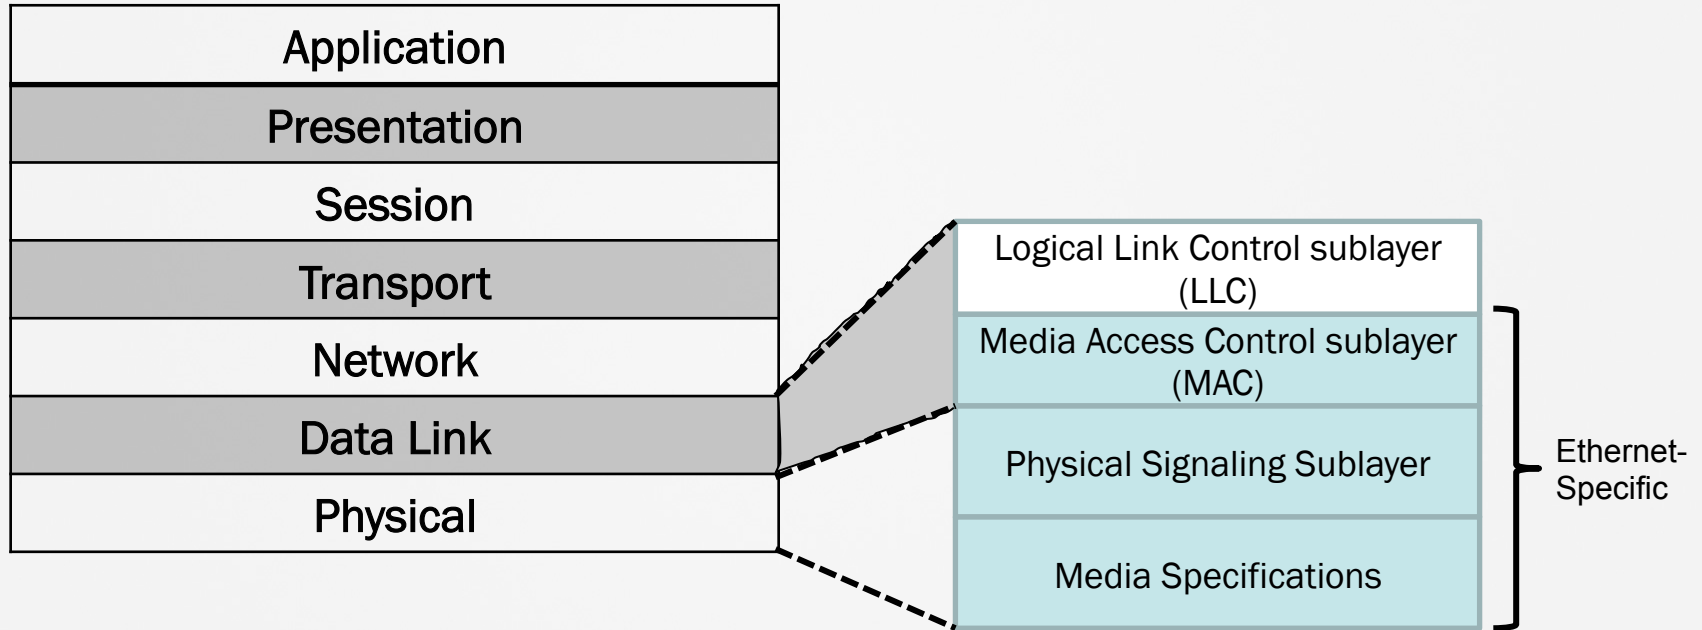 Application
Presentation
Session
Transport
Network
Data Link
Physical
Logical Link Control sublayer
(LLC)
Media Access Control sublayer
(MAC)
Physical Signaling Sublayer
Media Specifications
Ethernet-
Specific